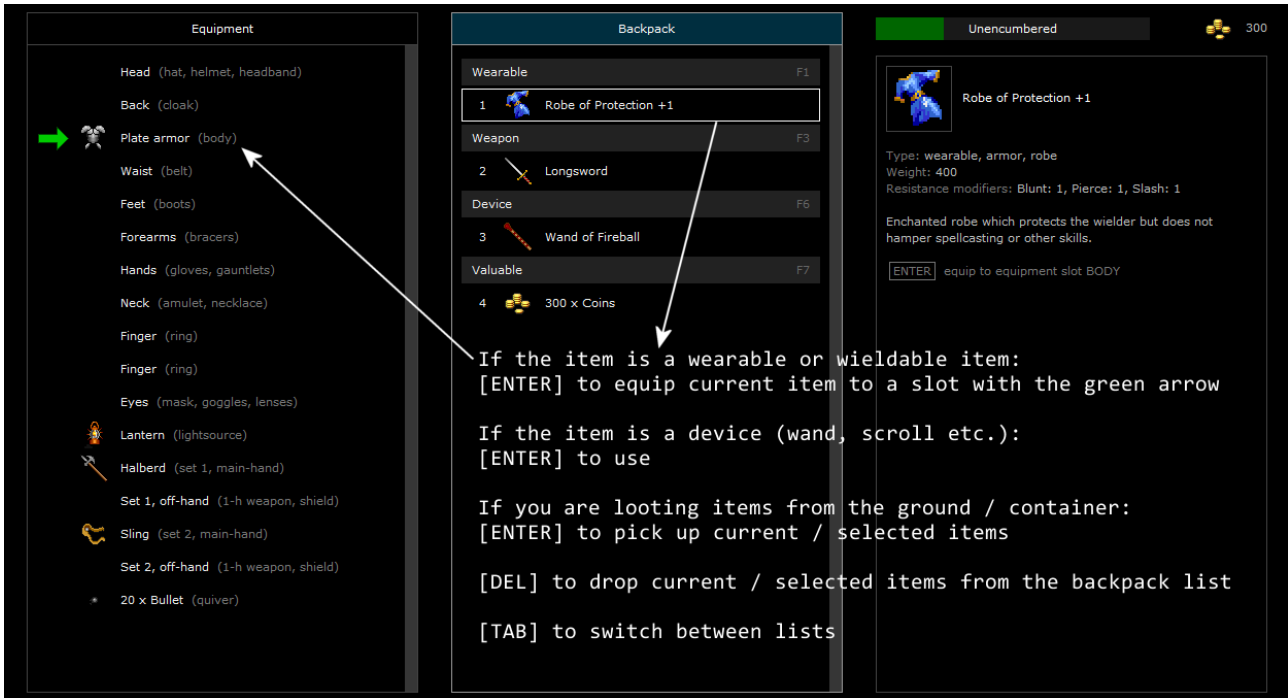 Equipment
Head (hat, helmet, headband)
Back (cloak)
Plate armor (body)
Waist (belt)
Feet (boots)
Forearms (bracers)
Hands (gloves, gauntlets)
Neck (amulet, necklace)
Finger (ring)
Finger (ring)
Eyes (mask, goggles, lenses)
Lantern (lightsource)
Halberd (set 1, main-hand)
Set 1, off-hand (1-h weapon, shield)
Sling (set 2, main-hand)
Set 2, off-hand (1-h weapon, shield)
20 x Bullet (quiver)
Backpack
Wearable F1
1 Robe of Protection +1
Weapon F3
2 Longsword
Device F6
3 Wand of Fireball
Valuable F7
4 300 x Coins
If the item is a wearable or wieldable item:
[ENTER] to equip current item to a slot with the green arrow
If the item is a device (wand, scroll etc.):
[ENTER] to use
If you are looting items from the ground / container:
[ENTER] to pick up current / selected items
[DEL] to drop current / selected items from the backpack list
[TAB] to switch between lists
Unencumbered 300
Robe of Protection +1
Type: wearable, armor, robe
Weight: 400
Resistance modifiers: Blunt: 1, Pierce: 1, Slash: 1
Enchanted robe which protects the wielder but does not
hamper spellcasting or other skills.
ENTER equip to equipment slot BODY